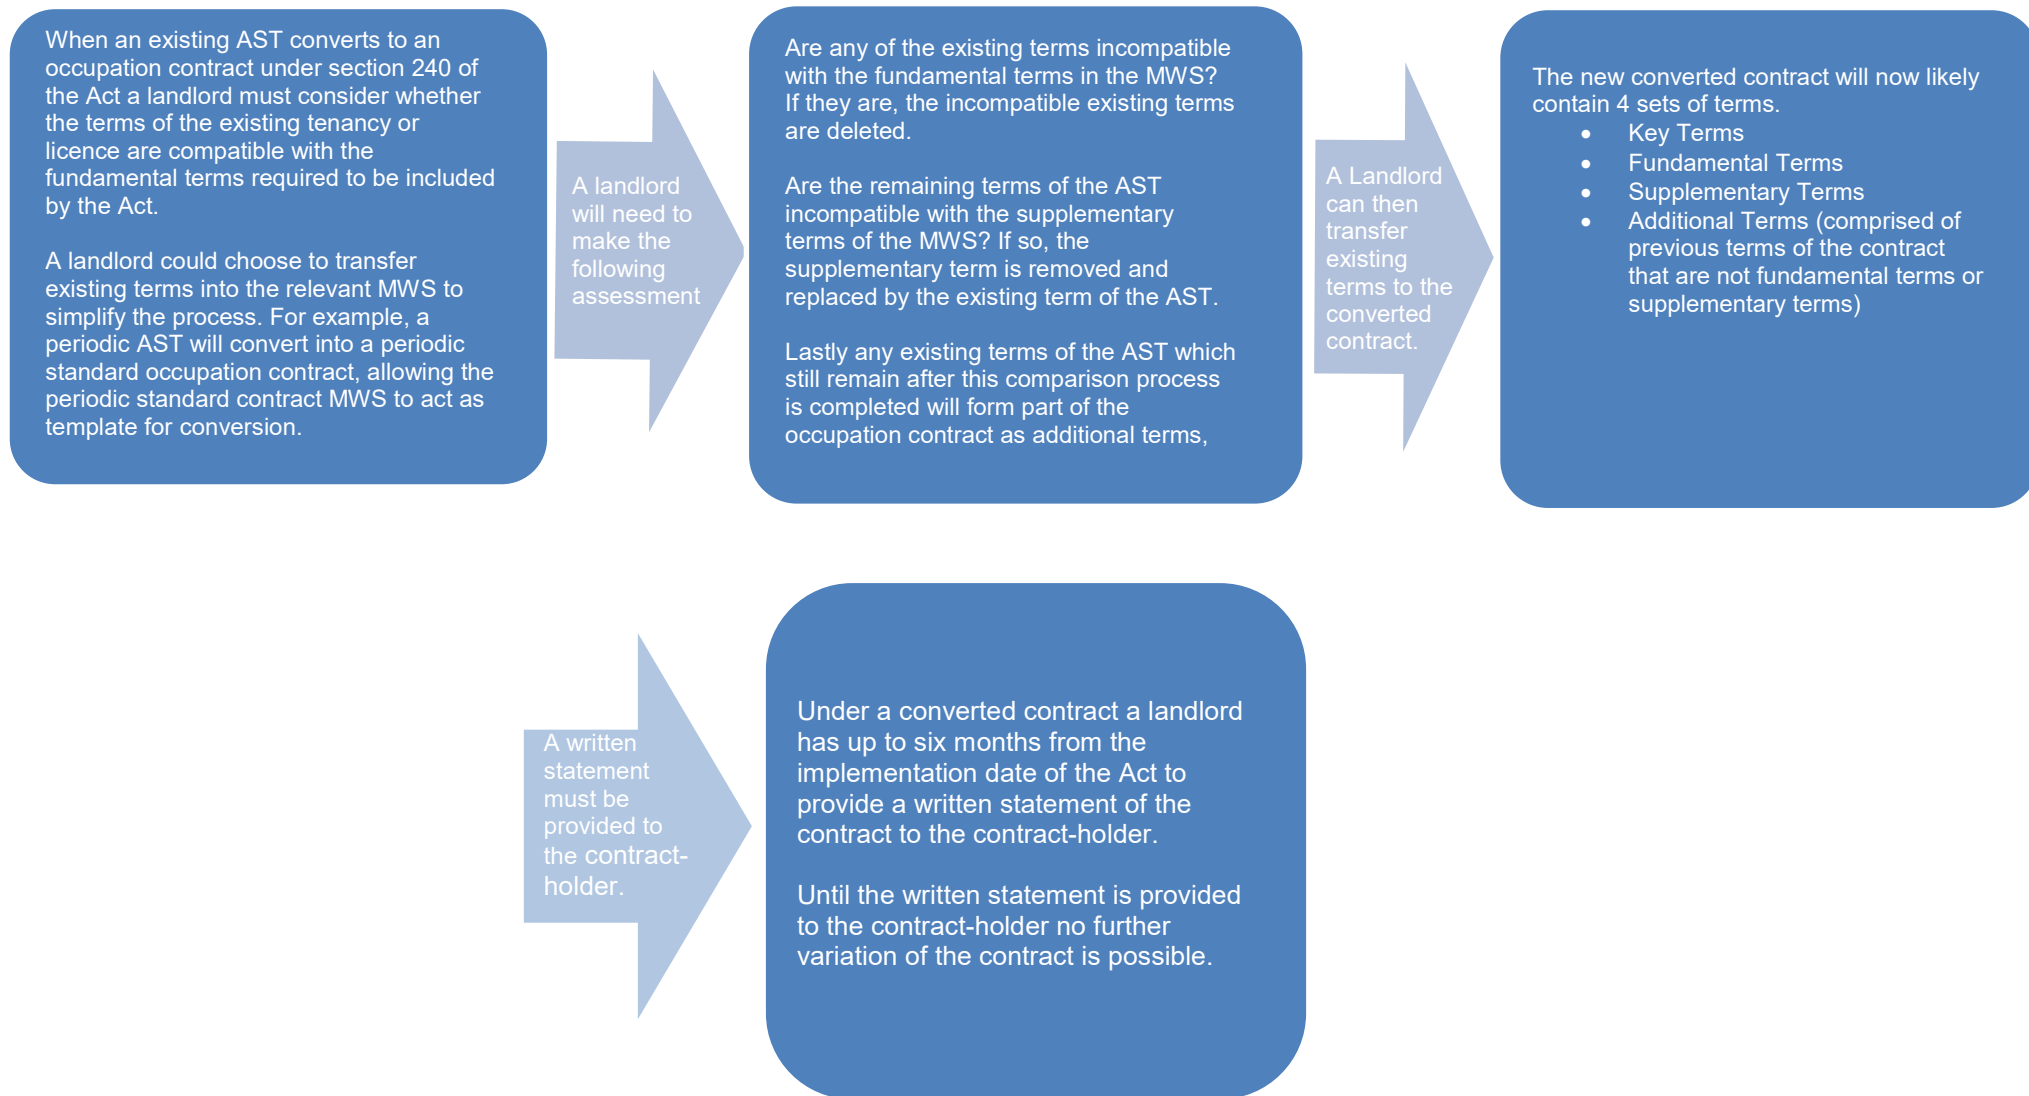 When an existing AST converts to an
occupation contract under section 240 of
the Act a landlord must consider whether
the terms of the existing tenancy or
licence are compatible with the
fundamental terms required to be included
by the Act.
A landlord could choose to transfer
existing terms into the relevant MWS to
simplify the process. For example, a
periodic AST will convert into a periodic
standard occupation contract, allowing the
periodic standard contract MWS to act as
template for conversion.
A landlord
will need to
make the
following
assessment
Are any of the existing terms incompatible
with the fundamental terms in the MWS?
If they are, the incompatible existing terms
are deleted.
Are the remaining terms of the AST
incompatible with the supplementary
terms of the MWS? If so, the
supplementary term is removed and
replaced by the existing term of the AST.
Lastly any existing terms of the AST which
still remain after this comparison process
is completed will form part of the
occupation contract as additional terms,
A Landlord
can then
transfer
existing
terms to the
converted
contract.
The new converted contract will now likely
contain 4 sets of terms.
• Key Terms
• Fundamental Terms
• Supplementary Terms
• Additional Terms (comprised of
previous terms of the contract
that are not fundamental terms or
supplementary terms)
A written
statement
must be
provided to
the contract-
holder.
Under a converted contract a landlord
has up to six months from the
implementation date of the Act to
provide a written statement of the
contract to the contract-holder.
Until the written statement is provided
to the contract-holder no further
variation of the contract is possible.